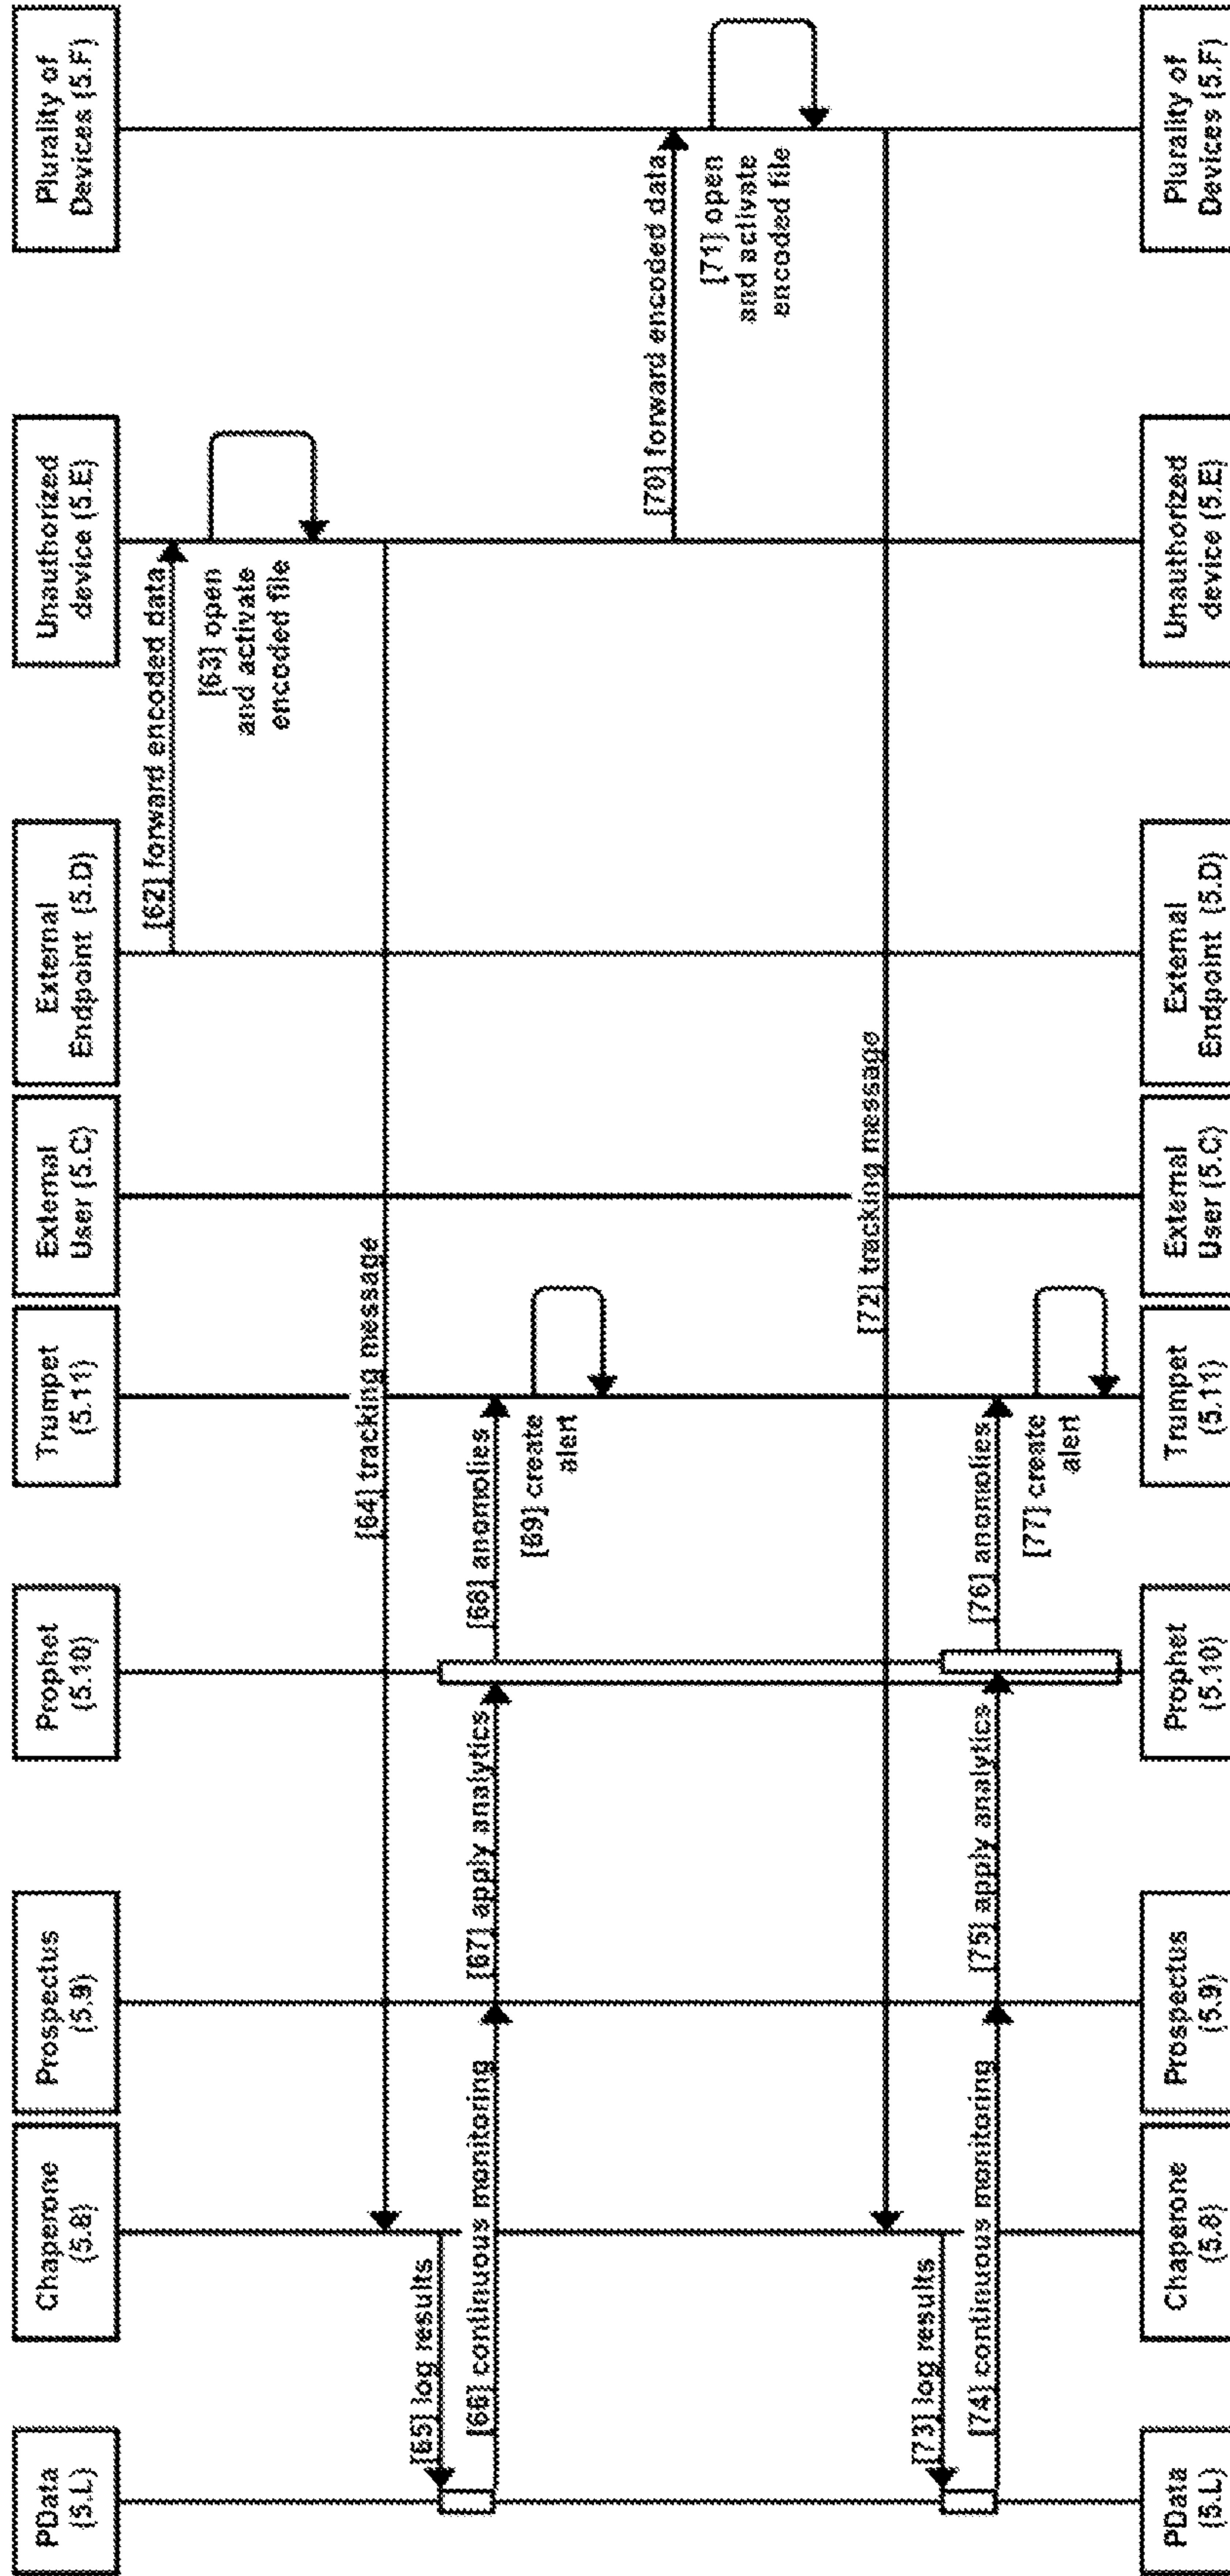 PData
(5.L)
Chaperone
(5.8)
Prospectus
(5.9)
Prophet
(5.10)
Trumpet
(5.11)
External
User (5.C)
External
Endpoint (5.D)
Unauthorized
device (5.E)
Plurality of
Devices (5.F)
[62] forward encoded data
[63] open
and activate
encoded file
[64] tracking message
[65] log results
[66] continuous monitoring
[67] apply analytics
[68] anomolies
[69] create
alert
[70] forward encoded data
[71] open
and activate
encoded file
[72] tracking message
[73] log results
[74] continuous monitoring
[75] apply analytics
[76] anomolies
[77] create
alert
PData
(5.L)
Chaperone
(5.8)
Prospectus
(5.9)
Prophet
(5.10)
Trumpet
(5.11)
External
User (5.C)
External
Endpoint (5.D)
Unauthorized
device (5.E)
Plurality of
Devices (5.F)